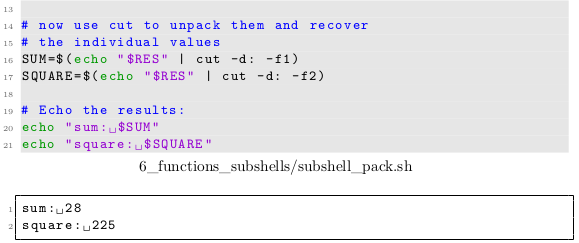 13
14 # now use cut to unpack them and recover
15 # the individual values
16 SUM=$(echo "$RES" | cut -d: -f1)
17 SQUARE=$(echo "$RES" | cut -d: -f2)
18
19 # Echo the results:
20 echo "sum:␣$SUM"
21 echo "square:␣$SQUARE"
6_functions_subshells/subshell_pack.sh
1 sum:␣28
2 square:␣225